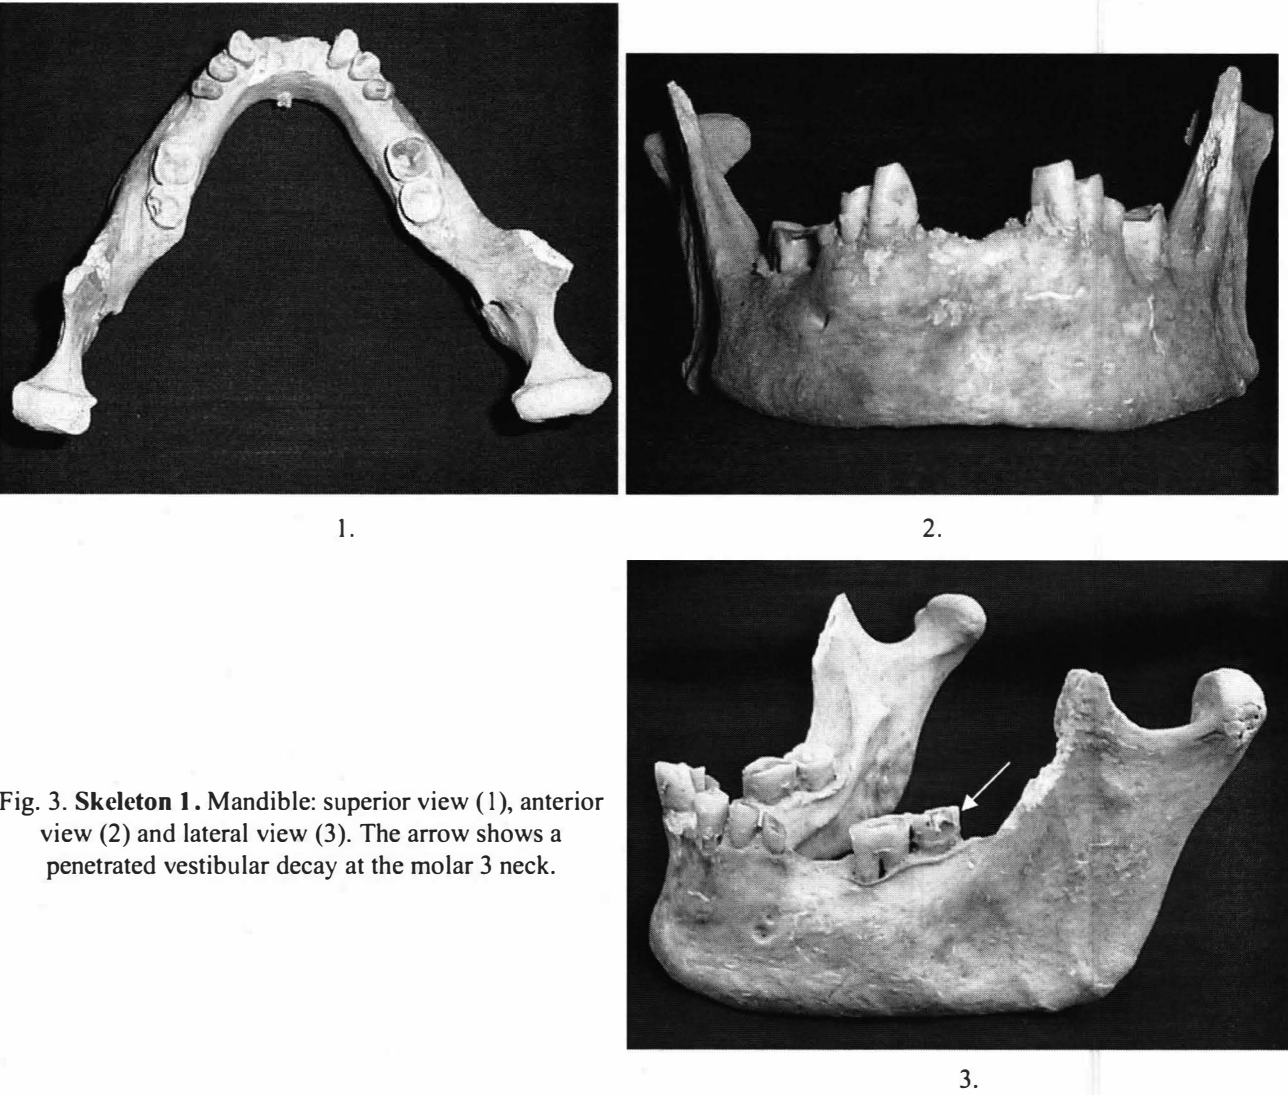 1.
2.
Fig. 3. Skeleton 1. Mandible: superior view (1), anterior
view (2) and lateral view (3). The arrow shows a
penetrated vestibular decay at the molar 3 neck.
3.